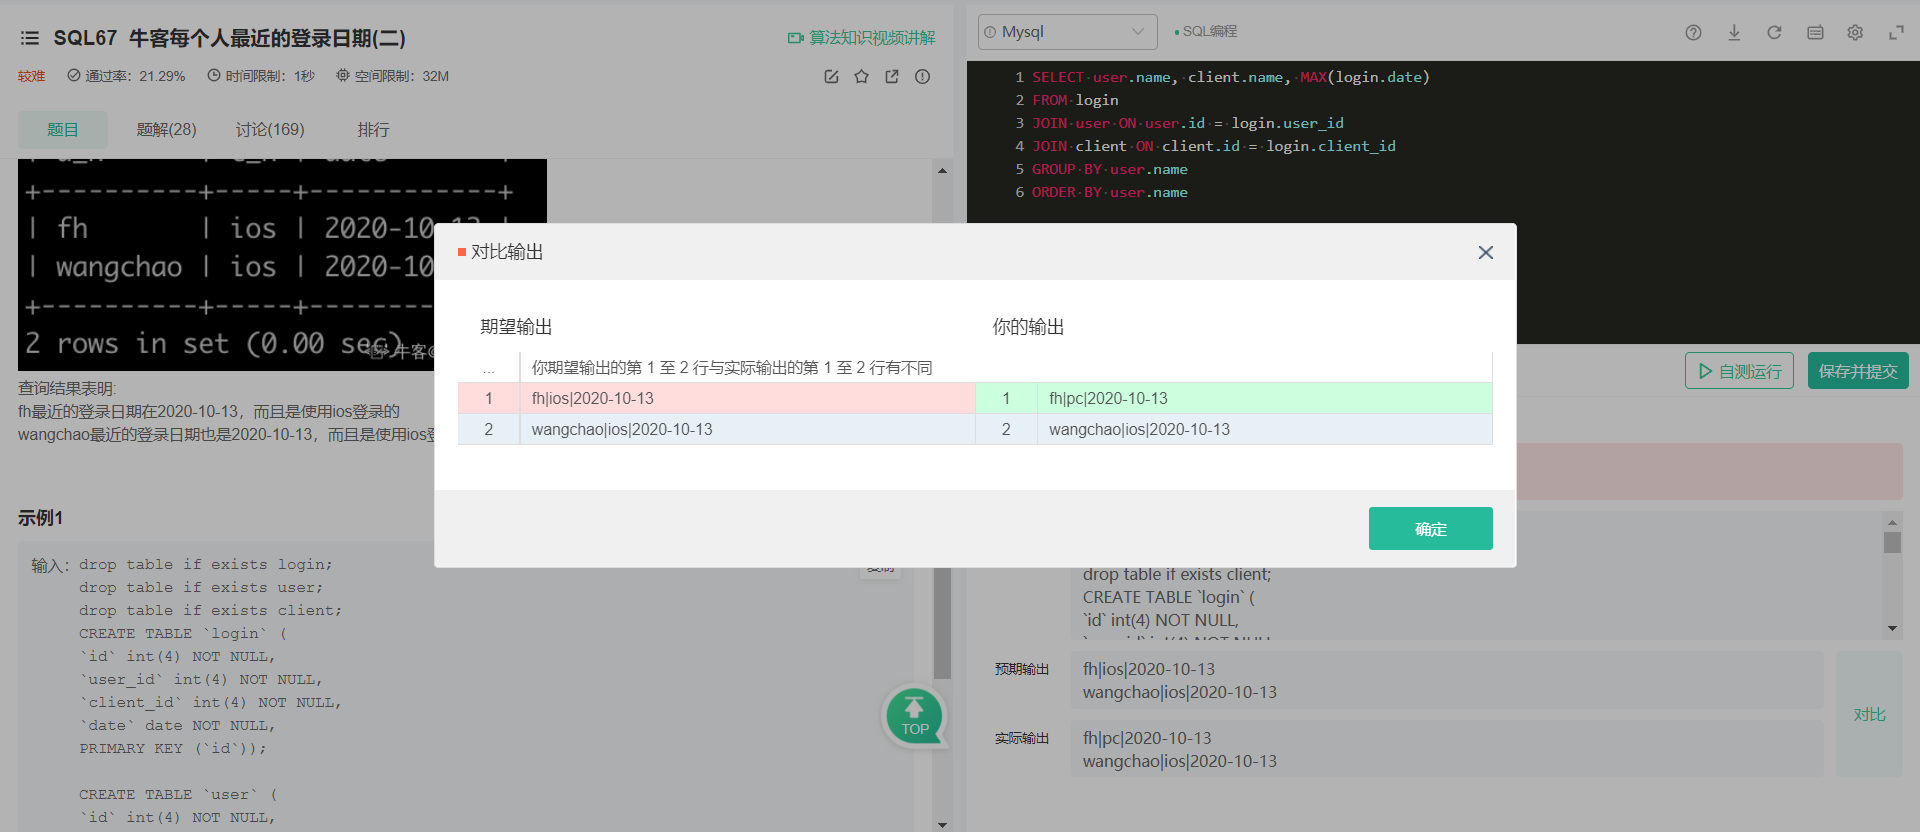 SQL67 牛客每个人最近的登录日期(二)
算法知识视频讲解
较难 通过率：21.29% 时间限制：1秒 空间限制：32M
题目 题解(28) 讨论(169) 排行
+----------+-----+------------+
| fh | ios | 2020-10-13 |
| wangchao | ios | 2020-10
+----------+-----+--------
2 rows in set (0.00 sec)
牛客@
查询结果表明:
fh最近的登录日期在2020-10-13，而且是使用ios登录的
wangchao最近的登录日期也是2020-10-13，而且是使用ios登
示例1
输入： drop table if exists login;
drop table if exists user;
drop table if exists client;
CREATE TABLE `login` (
`id` int(4) NOT NULL,
`user_id` int(4) NOT NULL,
`client_id` int(4) NOT NULL,
`date` date NOT NULL,
PRIMARY KEY (`id`));
CREATE TABLE `user` (
`id` int(4) NOT NULL,
复制
TOP
Mysql
SQL编程
1 SELECT user.name, client.name, MAX(login.date)
2 FROM login
3 JOIN user ON user.id = login.user_id
4 JOIN client ON client.id = login.client_id
5 GROUP BY user.name
6 ORDER BY user.name
对比输出
期望输出 你的输出
... 你期望输出的第 1 至 2 行与实际输出的第 1 至 2 行有不同
1 fh|ios|2020-10-13 1 fh|pc|2020-10-13
2 wangchao|ios|2020-10-13 2 wangchao|ios|2020-10-13
确定
自测运行 保存并提交
drop table if exists client;
CREATE TABLE `login` (
`id` int(4) NOT NULL,
预期输出 fh|ios|2020-10-13
wangchao|ios|2020-10-13
实际输出 fh|pc|2020-10-13
wangchao|ios|2020-10-13
对比